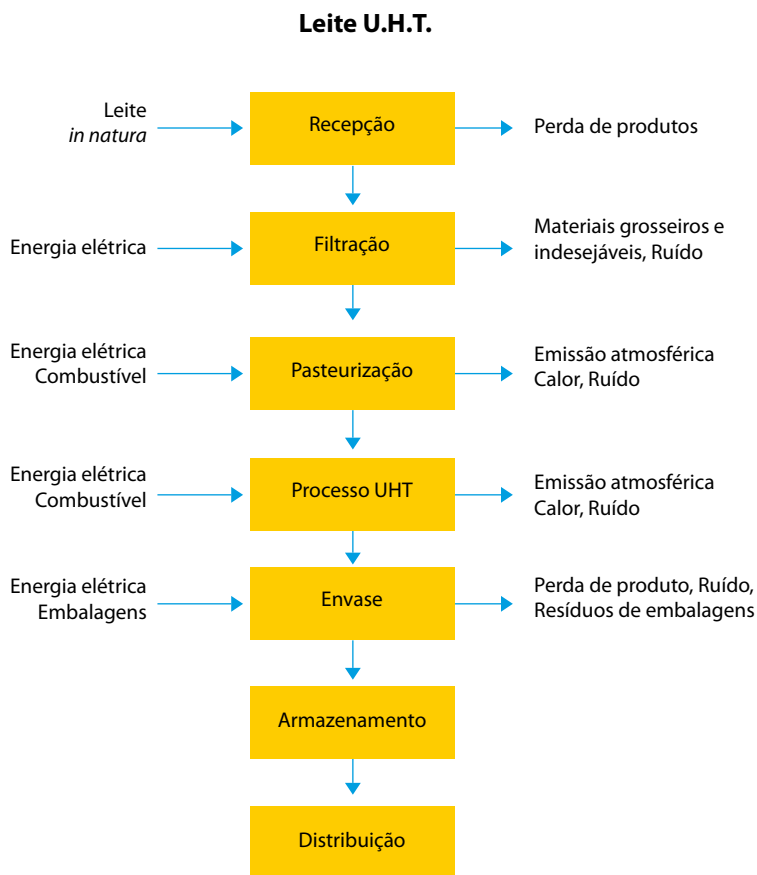 Leite U.H.T.
Leite
in natura
Recepção
Perda de produtos
Energia elétrica
Filtração
Materiais grosseiros e
indesejáveis, Ruído
Energia elétrica
Combustível
Pasteurização
Emissão atmosférica
Calor, Ruído
Energia elétrica
Combustível
Processo UHT
Emissão atmosférica
Calor, Ruído
Energia elétrica
Embalagens
Envase
Perda de produto, Ruído,
Resíduos de embalagens
Armazenamento
Distribuição